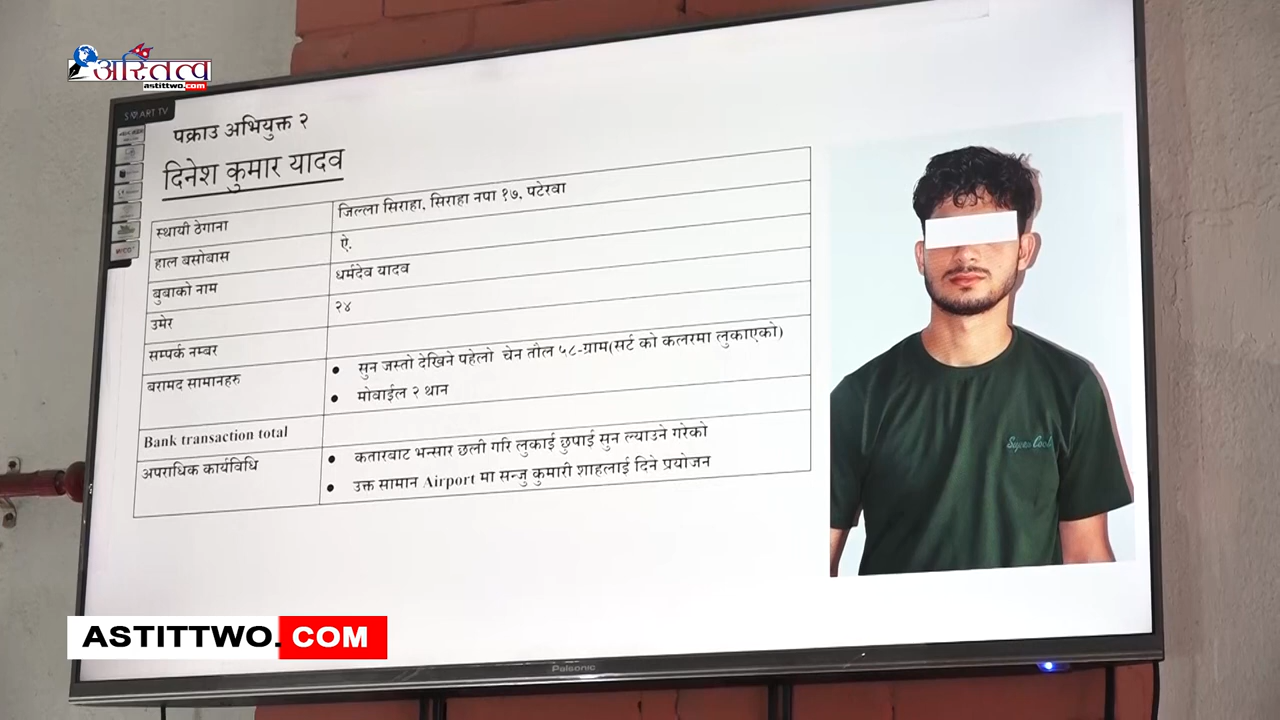 अस्तित्व
astittwo.com
SMART TV
पक्राउ अभियुक्त २
दिनेश कुमार यादव
स्थायी ठेगाना
जिल्ला सिराहा, सिराहा नपा १७, पटेरवा
हाल बसोबास
ऐ.
बुबाको नाम
धर्मदेव यादव
उमेर
२४
सम्पर्क नम्बर
बरामद सामानहरु
• सुन जस्तो देखिने पहेलो चेन तौल ५८-ग्राम(सर्ट को कलरमा लुकाएको)
• मोवाईल २ थान
Bank transaction total
अपराधिक कार्यविधि
• कतारबाट भन्सार छली गरि लुकाई छुपाई सुन ल्याउने गरेको
• उक्त सामान Airport मा सन्जु कुमारी शाहलाई दिने प्रयोजन
Super Cool
ASTITTWO.COM
Palsonic